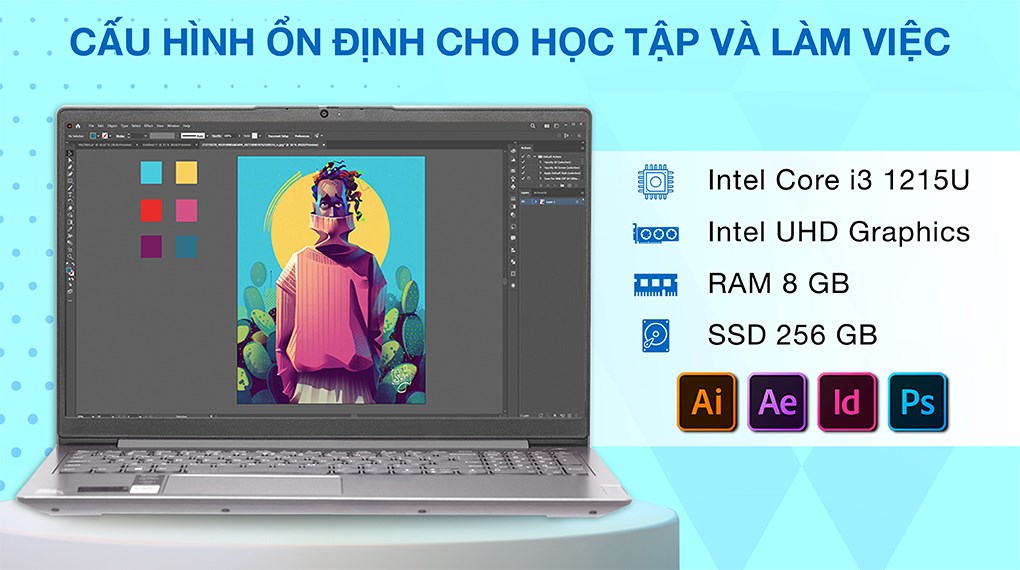 CẤU HÌNH ỔN ĐỊNH CHO HỌC TẬP VÀ LÀM VIỆC
Intel Core i3 1215U
Intel UHD Graphics
RAM 8 GB
SSD 256 GB
Ai Ae Id Ps